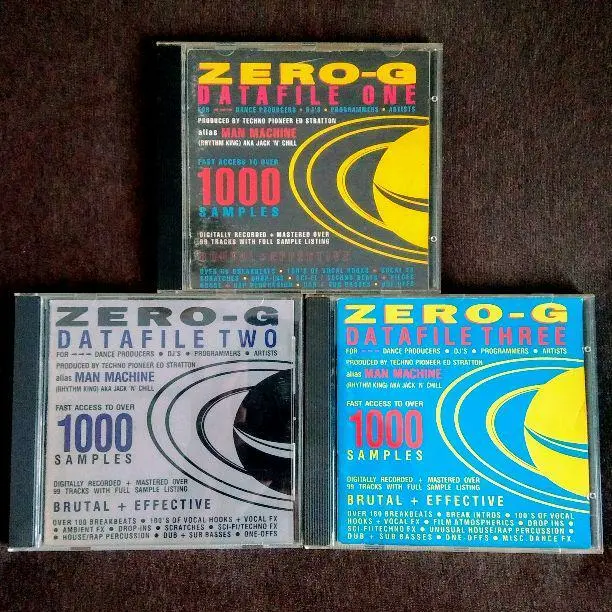 ZERO-G
DATAFILE ONE
FOR ——— DANCE PRODUCERS • DJ'S • PROGRAMMERS • ARTISTS
PRODUCED BY TECHNO PIONEER ED STRATTON
alias MAN MACHINE
(RHYTHM KING) AKA JACK 'N' CHILL
FAST ACCESS TO OVER
1000
SAMPLES
DIGITALLY RECORDED + MASTERED OVER
99 TRACKS WITH FULL SAMPLE LISTING
BRUTAL + EFFECTIVE
ZERO-G
DATAFILE TWO
FOR ——— DANCE PRODUCERS • DJ'S • PROGRAMMERS • ARTISTS
PRODUCED BY TECHNO PIONEER ED STRATTON
alias MAN MACHINE
(RHYTHM KING) AKA JACK 'N' CHILL
FAST ACCESS TO OVER
1000
SAMPLES
DIGITALLY RECORDED + MASTERED OVER
99 TRACKS WITH FULL SAMPLE LISTING
BRUTAL + EFFECTIVE
OVER 100 BREAKBEATS • 100'S OF VOCAL HOOKS + VOCAL FX
• AMBIENT FX • DROP-INS • SCRATCHES • SCI-FI/TECHNO FX
• HOUSE/RAP PERCUSSION • DUB + SUB BASSES • ONE-OFFS
ZERO-G
DATAFILE THREE
FOR ——— DANCE PRODUCERS • DJ'S • PROGRAMMERS • ARTISTS
PRODUCED BY TECHNO PIONEER ED STRATTON
alias MAN MACHINE
(RHYTHM KING) AKA JACK 'N' CHILL
FAST ACCESS TO OVER
1000
SAMPLES
DIGITALLY RECORDED + MASTERED OVER
99 TRACKS WITH FULL SAMPLE LISTING
BRUTAL + EFFECTIVE
OVER 100 BREAKBEATS • BREAK INTROS • 100'S OF VOCAL
HOOKS + VOCAL FX • FILM ATMOSPHERICS • DROP INS •
SCI-FI/TECHNO FX • UNUSUAL HOUSE/RAP PERCUSSION •
DUB + SUB BASSES • ONE-OFFS • MISC. DANCE FX